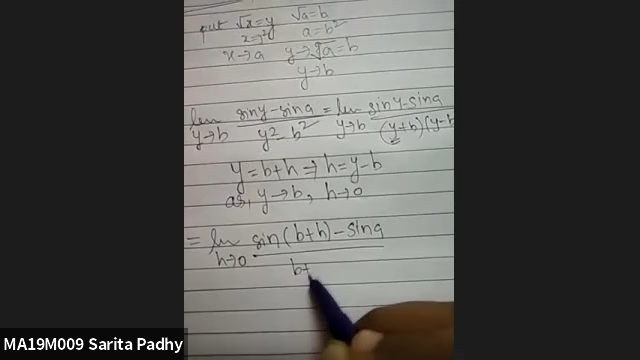 put √x = y √a = b
x = y² a = b²
x → a y → √a = b
y → b
lim y→b (sin y - sin a)/(y² - b²) = lim y→b (sin y - sin a)/((y+b)(y-b
y = b+h ⇒ h = y-b
as, y → b, h → 0
= lim h→0 (sin(b+h) - sin a)/(b+
MA19M009 Sarita Padhy